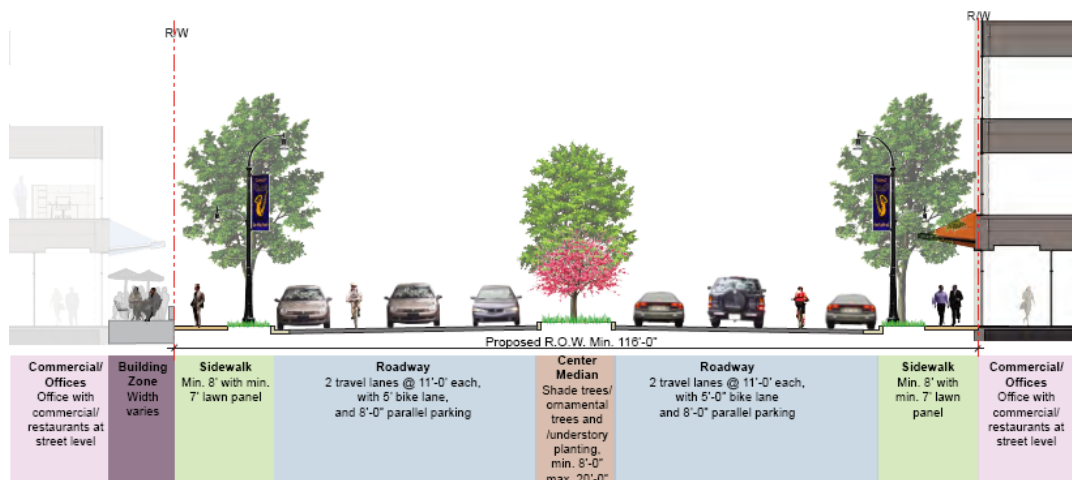 R/W
R/W
Proposed R.O.W. Min. 116'-0"
Commercial/
Offices
Office with
commercial/
restaurants at
street level
Building
Zone
Width
varies
Sidewalk
Min. 8' with min.
7' lawn panel
Roadway
2 travel lanes @ 11'-0' each,
with 5' bike lane,
and 8'-0" parallel parking
Center
Median
Shade trees/
ornamental
trees and
/understory
planting,
min. 8'-0"
max. 20'-0"
Roadway
2 travel lanes @ 11'-0" each,
with 5'-0" bike lane
and 8'-0" parallel parking
Sidewalk
Min. 8' with
min. 7' lawn
panel
Commercial/
Offices
Office with
commercial/
restaurants at
street level